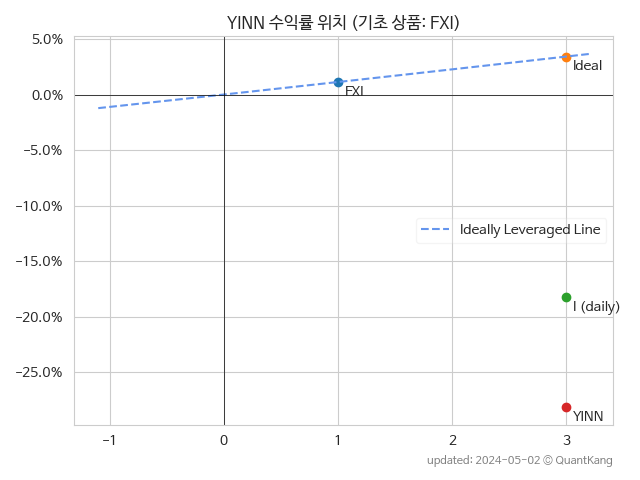 YINN 수익률 위치 (기초 상품: FXI)
5.0%
Ideal
FXI
0.0%
−5.0%
−10.0%
Ideally Leveraged Line
−15.0%
I (daily)
−20.0%
−25.0%
YINN
−1
0
1
2
3
updated: 2024-05-02 © QuantKang